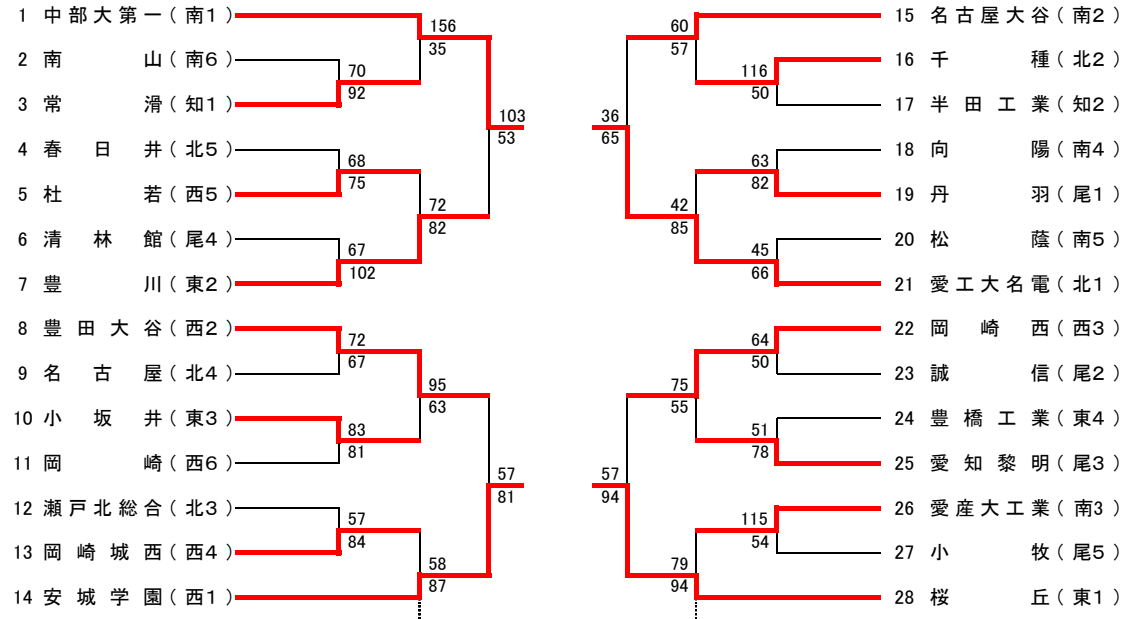 1 中部大第一(南1)
2 南山(南6)
3 常滑(知1)
4 春日井(北5)
5 杜若(西5)
6 清林館(尾4)
7 豊川(東2)
8 豊田大谷(西2)
9 名古屋(北4)
10 小坂井(東3)
11 岡崎(西6)
12 瀬戸北総合(北3)
13 岡崎城西(西4)
14 安城学園(西1)
70
92
68
75
67
102
72
67
83
81
57
84
156
35
72
82
95
63
58
87
103
53
57
81
36
65
57
94
60
57
42
85
75
55
79
94
116
50
63
82
45
66
64
50
51
78
115
54
15 名古屋大谷(南2)
16 千種(北2)
17 半田工業(知2)
18 向陽(南4)
19 丹羽(尾1)
20 松蔭(南5)
21 愛工大名電(北1)
22 岡崎西(西3)
23 誠信(尾2)
24 豊橋工業(東4)
25 愛知黎明(尾3)
26 愛産大工業(南3)
27 小牧(尾5)
28 桜丘(東1)